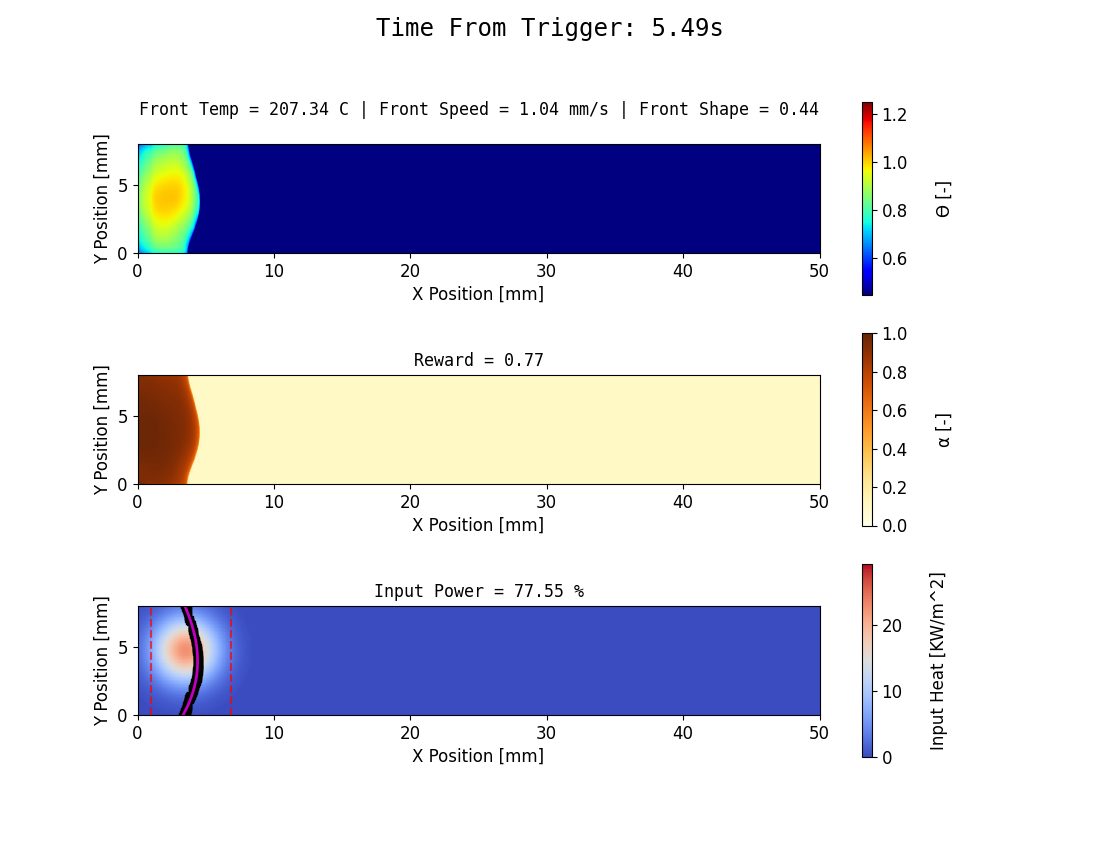 Time From Trigger: 5.49s
Front Temp = 207.34 C | Front Speed = 1.04 mm/s | Front Shape = 0.44
Y Position [mm]
5
0
0 10 20 30 40 50
X Position [mm]
1.2
1.0
0.8
0.6
Θ [-]
Reward = 0.77
Y Position [mm]
5
0
0 10 20 30 40 50
X Position [mm]
1.0
0.8
0.6
0.4
0.2
0.0
α [-]
Input Power = 77.55 %
Y Position [mm]
5
0
0 10 20 30 40 50
X Position [mm]
20
10
0
Input Heat [KW/m^2]